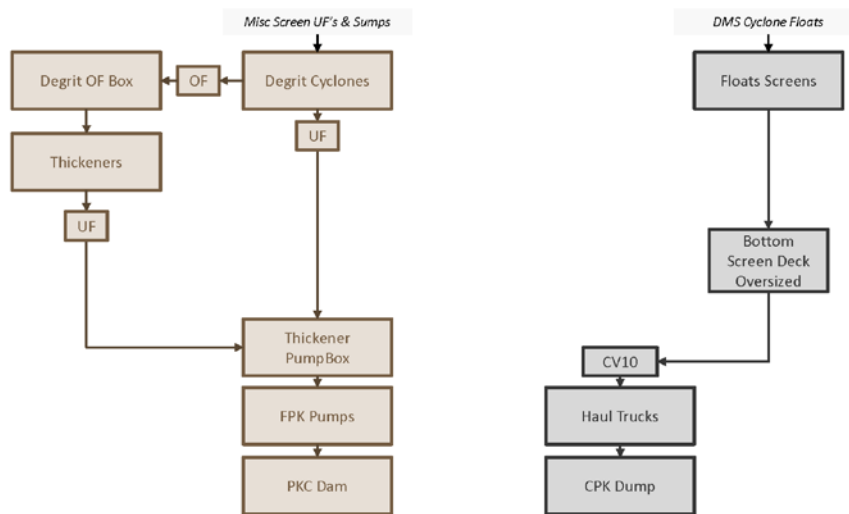 Misc Screen UF's & Sumps
DMS Cyclone Floats
Degrit OF Box
OF
Degrit Cyclones
Floats Screens
UF
Thickeners
UF
Bottom
Screen Deck
Oversized
Thickener
PumpBox
CV10
FPK Pumps
Haul Trucks
PKC Dam
CPK Dump